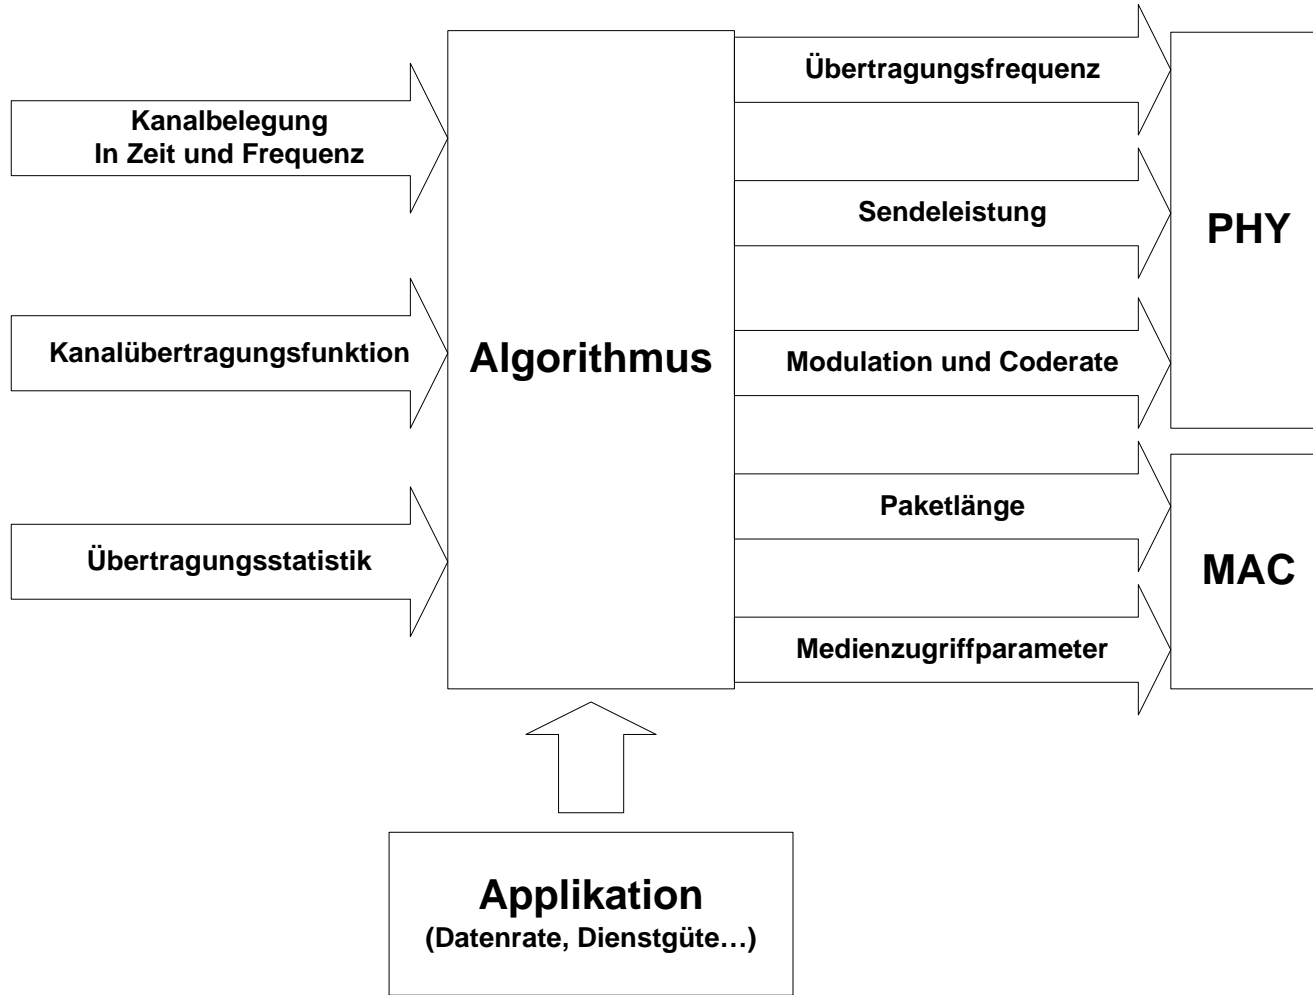 Kanalbelegung
In Zeit und Frequenz
Kanalübertragungsfunktion
Übertragungsstatistik
Algorithmus
Übertragungsfrequenz
Sendeleistung
Modulation und Coderate
Paketlänge
Medienzugriffparameter
PHY
MAC
Applikation
(Datenrate, Dienstgüte…)